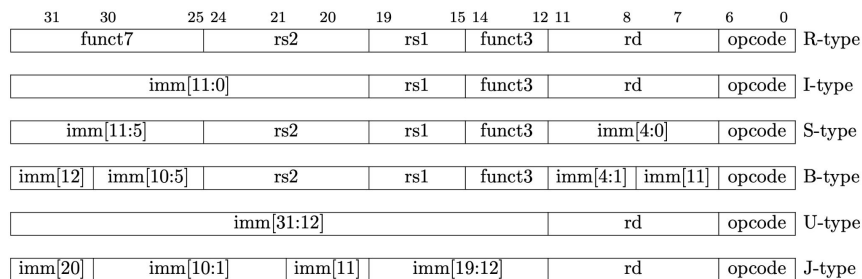 31 30 25 24 21 20 19 15 14 12 11 8 7 6 0
funct7 rs2 rs1 funct3 rd opcode R-type
imm[11:0] rs1 funct3 rd opcode I-type
imm[11:5] rs2 rs1 funct3 imm[4:0] opcode S-type
imm[12] imm[10:5] rs2 rs1 funct3 imm[4:1] imm[11] opcode B-type
imm[31:12] rd opcode U-type
imm[20] imm[10:1] imm[11] imm[19:12] rd opcode J-type